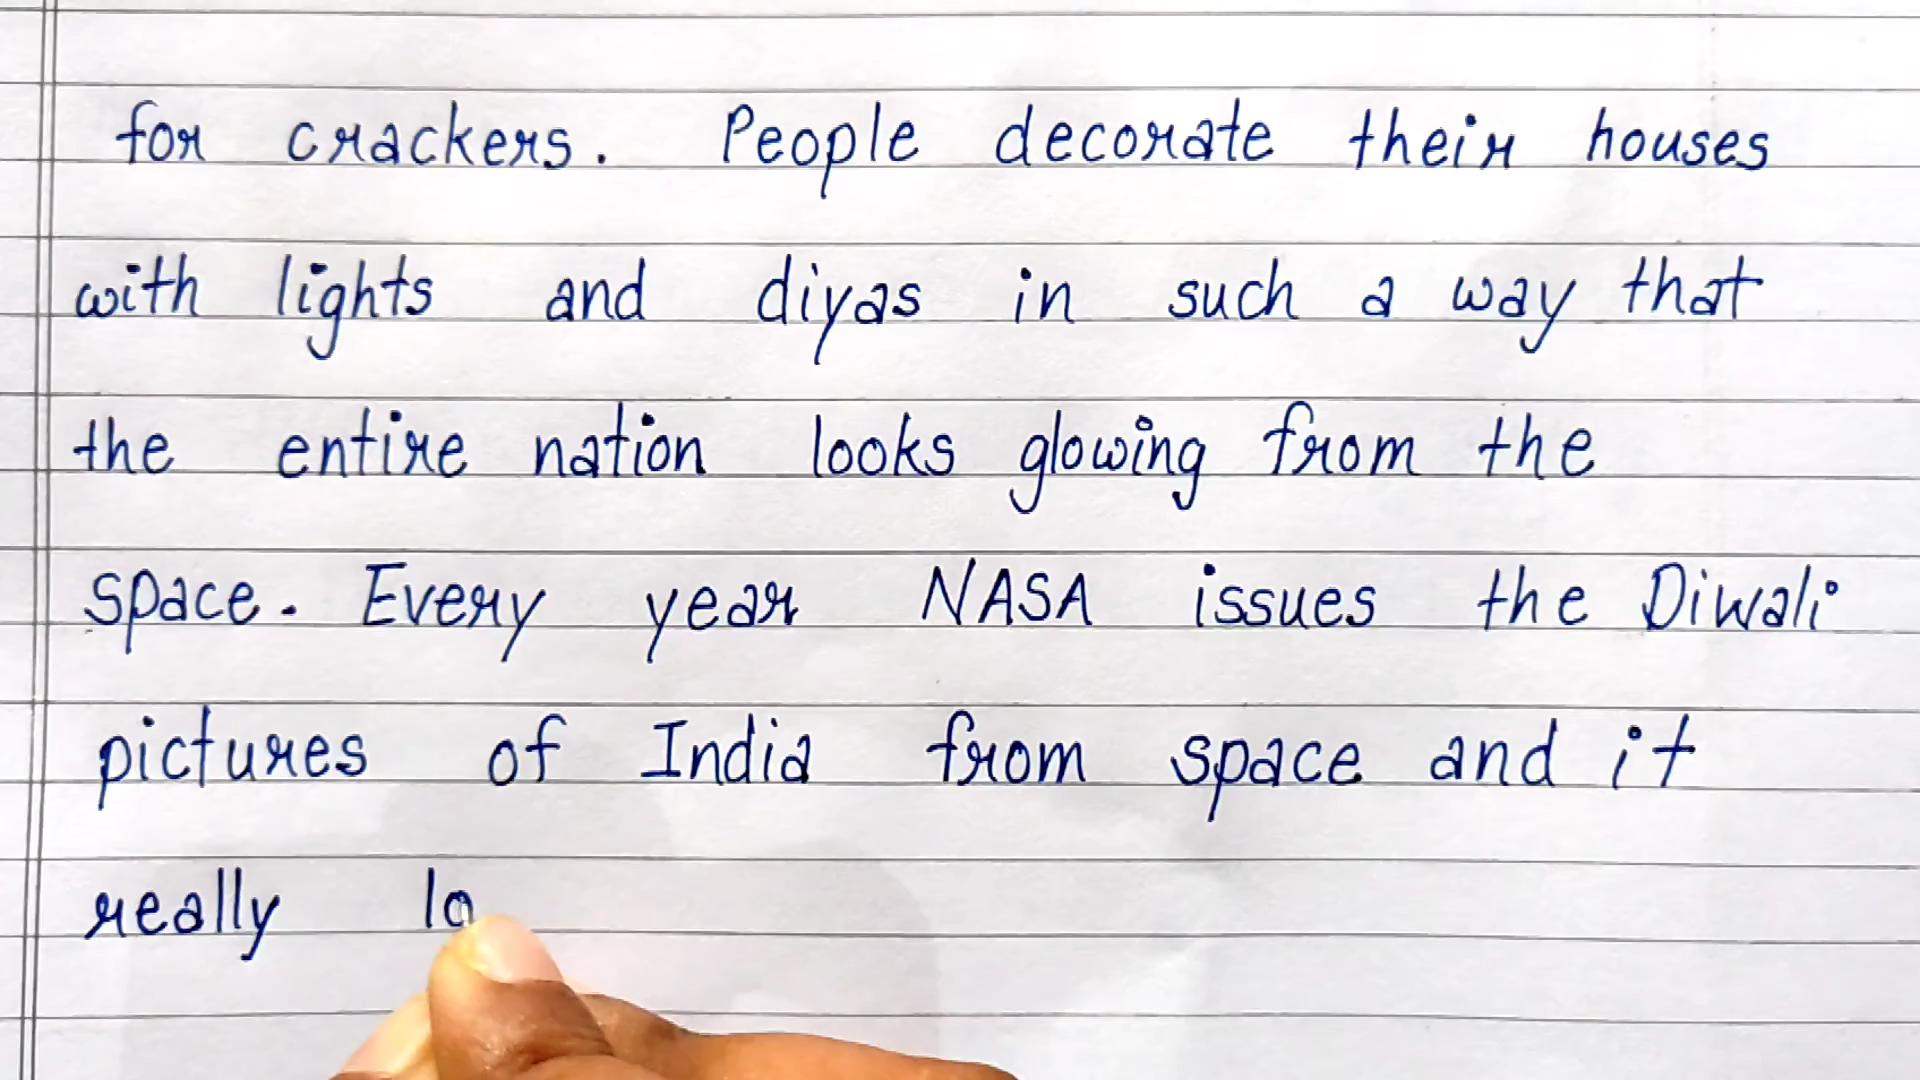 for crackers. People decorate their houses
with lights and diyas in such a way that
the entire nation looks glowing from the
space. Every year NASA issues the Diwali
pictures of India from space and it
really lo